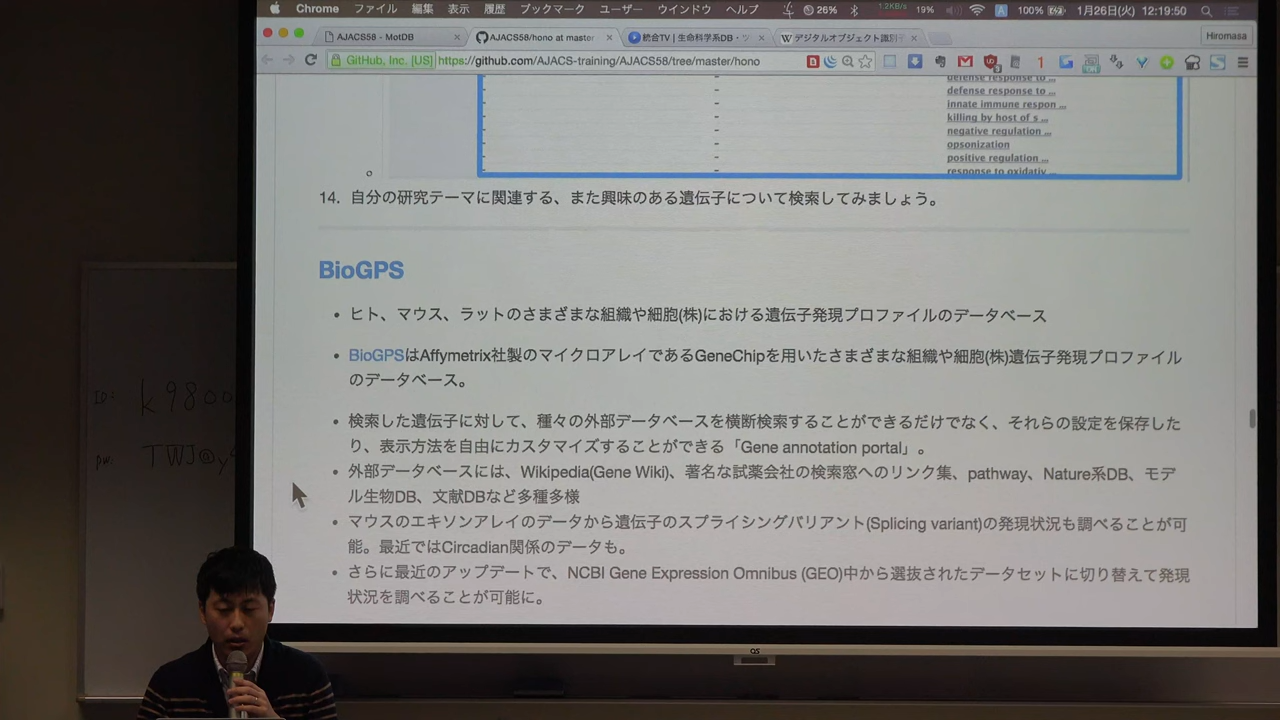 Chrome ファイル 編集 表示 履歴 ブックマーク ユーザー ウインドウ ヘルプ 26% 1.2KB/s 19% A 100% 1月26日(火) 12:19:50
AJACS58 - MotDB × AJACS58/hono at master × 統合TV | 生命科学系DB・ツ × W デジタルオブジェクト識別子 × Hiromasa
GitHub, Inc. [US] https://github.com/AJACS-training/AJACS58/tree/master/hono
defense response to ...
defense response to ...
innate immune respon ...
killing by host of s ...
negative regulation ...
opsonization
positive regulation ...
response to oxidativ ...
14. 自分の研究テーマに関連する、また興味のある遺伝子について検索してみましょう。
BioGPS
• ヒト、マウス、ラットのさまざまな組織や細胞(株)における遺伝子発現プロファイルのデータベース
• BioGPSはAffymetrix社製のマイクロアレイであるGeneChipを用いたさまざまな組織や細胞(株)遺伝子発現プロファイル
のデータベース。
• 検索した遺伝子に対して、種々の外部データベースを横断検索することができるだけでなく、それらの設定を保存した
り、表示方法を自由にカスタマイズすることができる「Gene annotation portal」。
• 外部データベースには、Wikipedia(Gene Wiki)、著名な試薬会社の検索窓へのリンク集、pathway、Nature系DB、モデ
ル生物DB、文献DBなど多種多様
• マウスのエキソンアレイのデータから遺伝子のスプライシングバリアント(Splicing variant)の発現状況も調べることが可
能。最近ではCircadian関係のデータも。
• さらに最近のアップデートで、NCBI Gene Expression Omnibus (GEO)中から選抜されたデータセットに切り替えて発現
状況を調べることが可能に。
ID: k9800
pw: TWJ@y